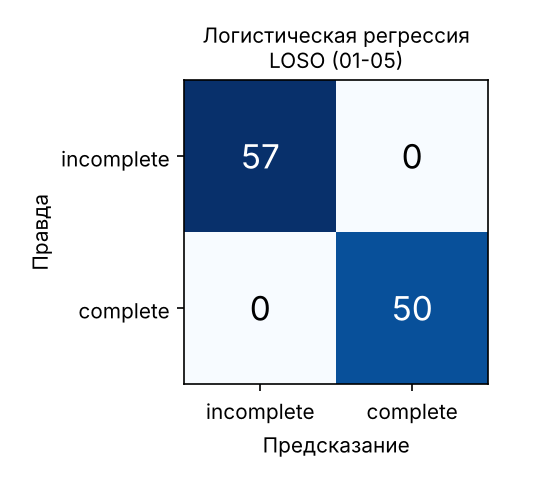 Логистическая регрессия
LOSO (01-05)
Правда
incomplete
57
0
complete
0
50
incomplete
complete
Предсказание